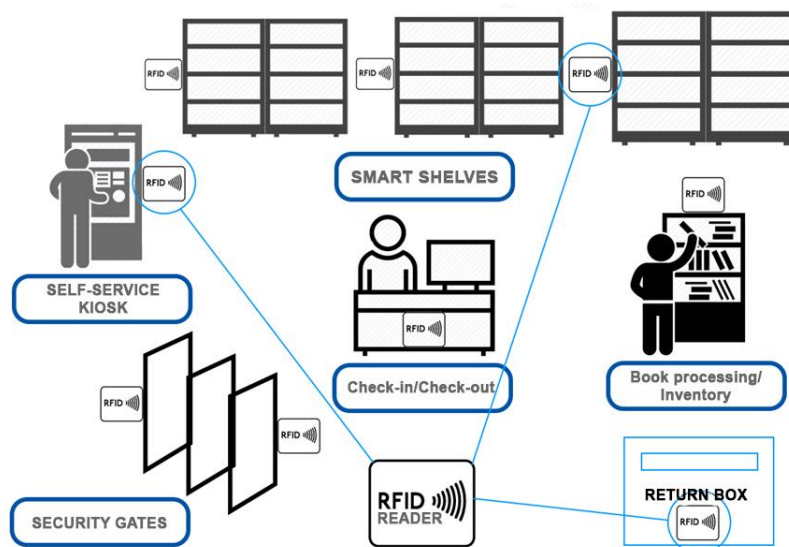 RFID
RFID
RFID
RFID
SMART SHELVES
RFID
SELF-SERVICE
KIOSK
RFID
Check-in/Check-out
Book processing/
Inventory
RFID
RFID
RFID
READER
RETURN BOX
RFID
SECURITY GATES